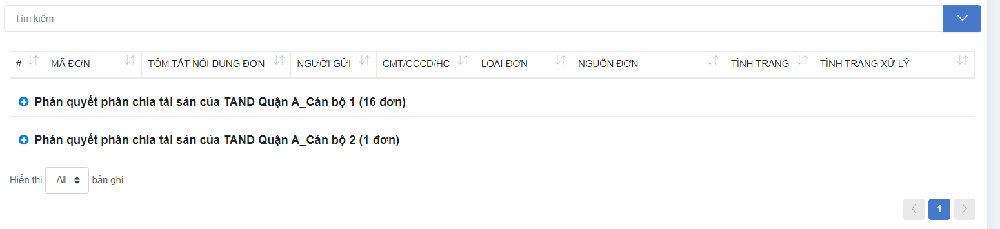 Tìm kiếm
# MÃ ĐƠN TÓM TẮT NỘI DUNG ĐƠN NGƯỜI GỬI CMT/CCCD/HC LOẠI ĐƠN NGUỒN ĐƠN TÌNH TRẠNG TÌNH TRẠNG XỬ LÝ
Phán quyết phân chia tài sản của TAND Quận A_Cán bộ 1 (16 đơn)
Phán quyết phân chia tài sản của TAND Quận A_Cán bộ 2 (1 đơn)
Hiển thị All bản ghi
1